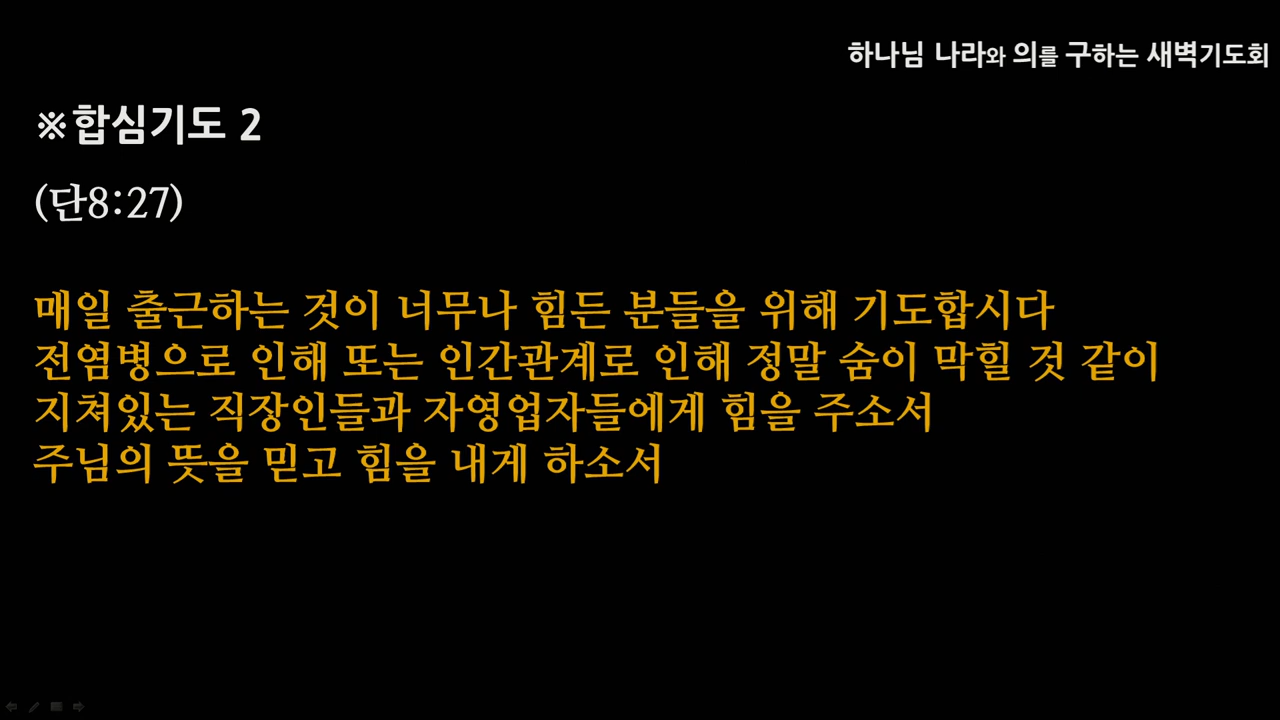 하나님 나라와 의를 구하는 새벽기도회
※합심기도 2
(단8:27)
매일 출근하는 것이 너무나 힘든 분들을 위해 기도합시다
전염병으로 인해 또는 인간관계로 인해 정말 숨이 막힐 것 같이
지쳐있는 직장인들과 자영업자들에게 힘을 주소서
주님의 뜻을 믿고 힘을 내게 하소서